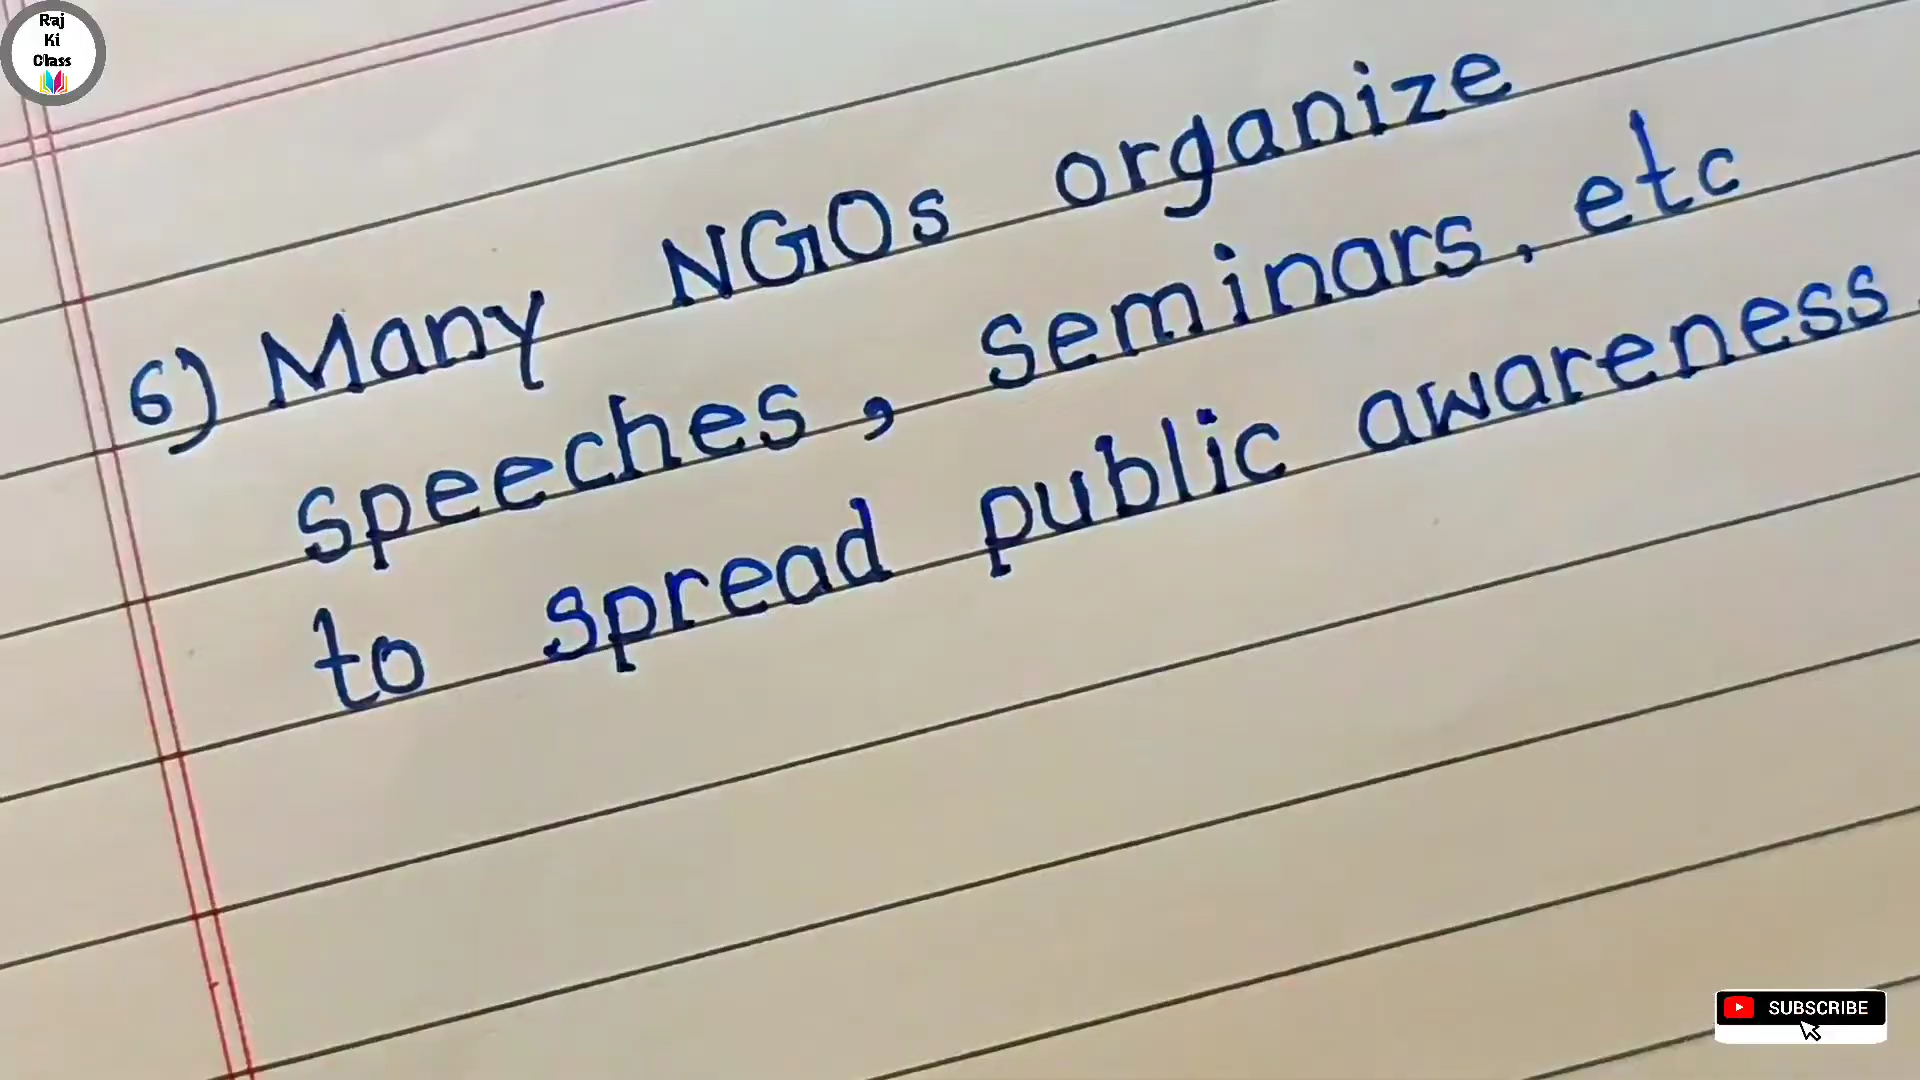 Raj
Ki
Class
6) Many NGOs organize
speeches, seminars, etc
to spread public awareness.
SUBSCRIBE